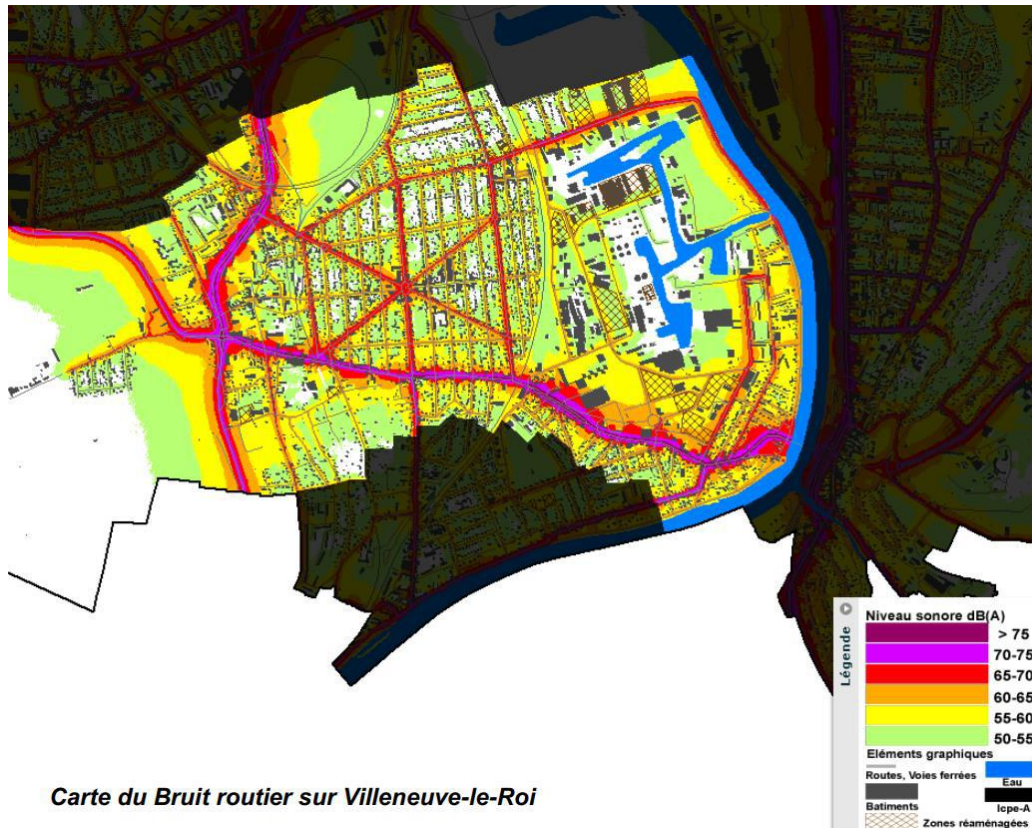 Légende
Niveau sonore dB(A)
> 75
70-75
65-70
60-65
55-60
50-55
Eléments graphiques
Routes, Voies ferrées
Eau
Batiments
Icpe-A
Zones réaménagées
Carte du Bruit routier sur Villeneuve-le-Roi